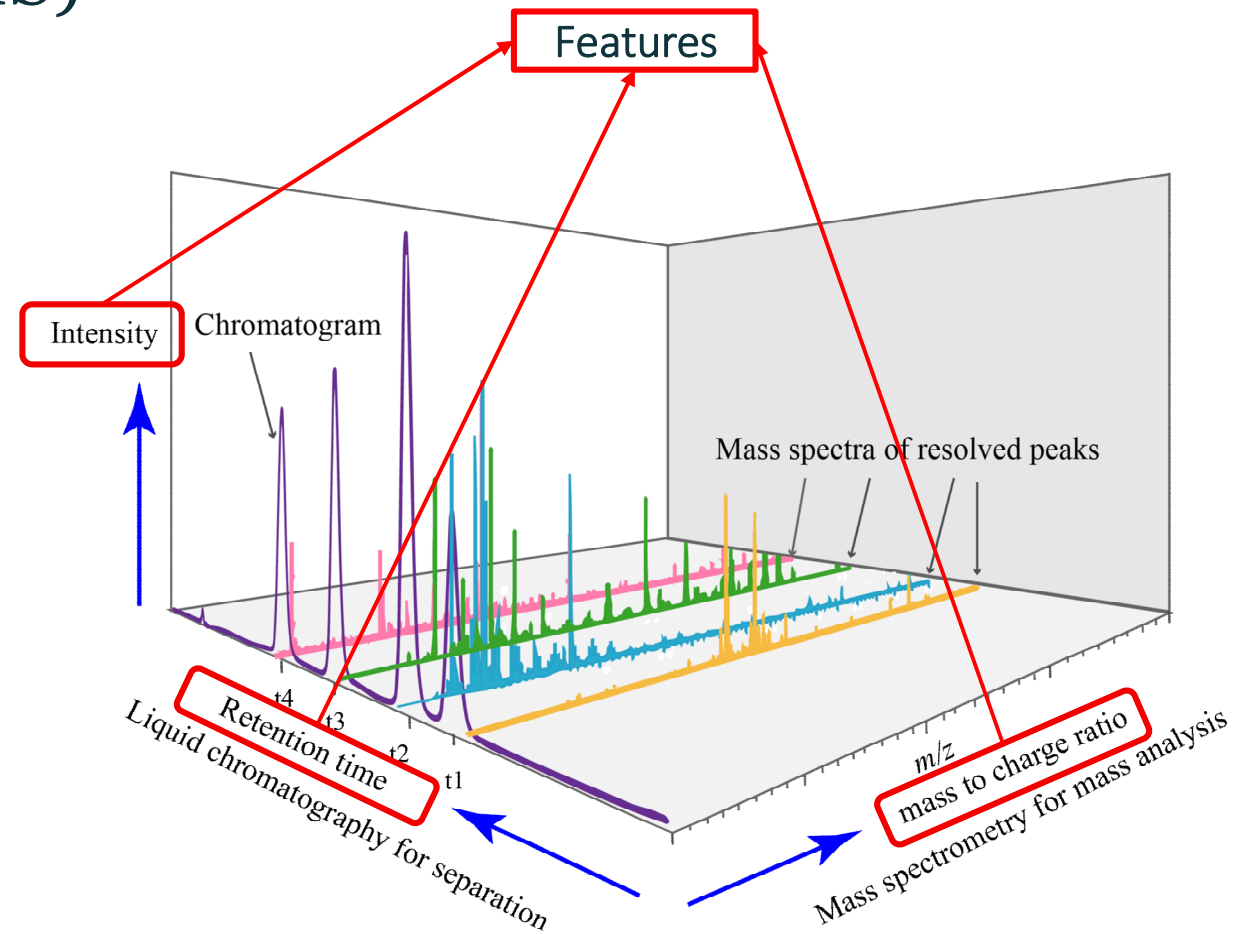 Features
Intensity
Chromatogram
Mass spectra of resolved peaks
t4
t3
t2
t1
Retention time
Liquid chromatography for separation
m/z
mass to charge ratio
Mass spectrometry for mass analysis